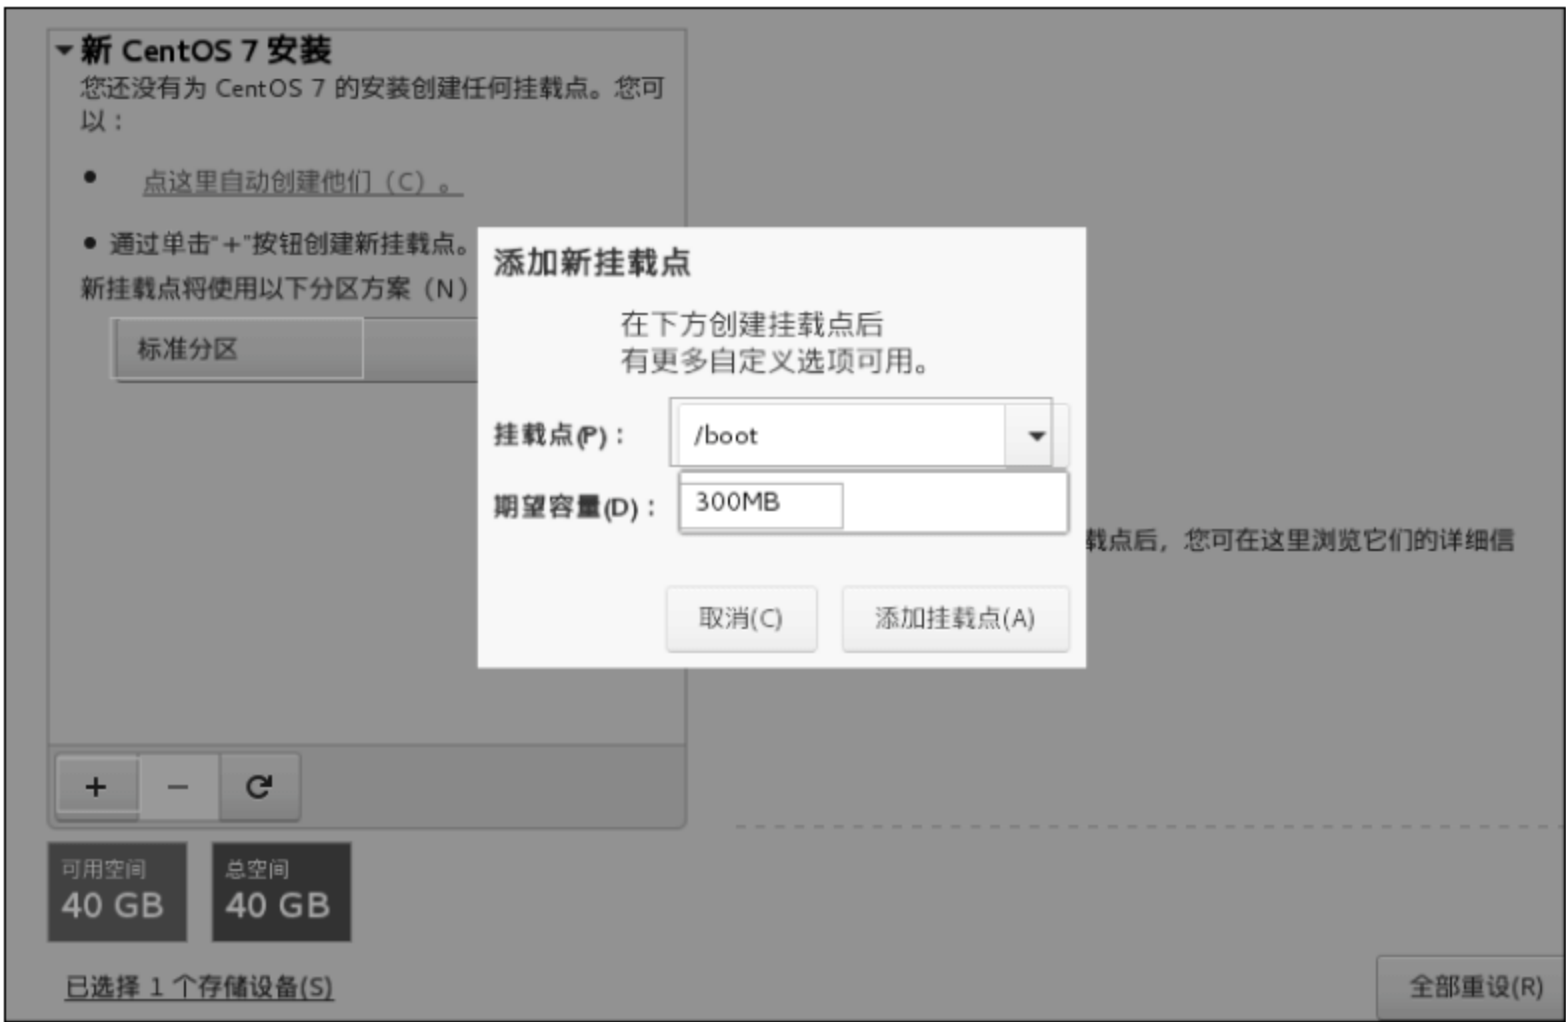 新 CentOS 7 安装
您还没有为 CentOS 7 的安装创建任何挂载点。您可
以：
点这里自动创建他们（C）。
通过单击“+”按钮创建新挂载点。
新挂载点将使用以下分区方案（N）
标准分区
添加新挂载点
在下方创建挂载点后
有更多自定义选项可用。
挂载点(P)： /boot
期望容量(D)： 300MB
取消(C) 添加挂载点(A)
载点后，您可在这里浏览它们的详细信
+ −
可用空间 总空间
40 GB 40 GB
已选择 1 个存储设备(S)
全部重设(R)